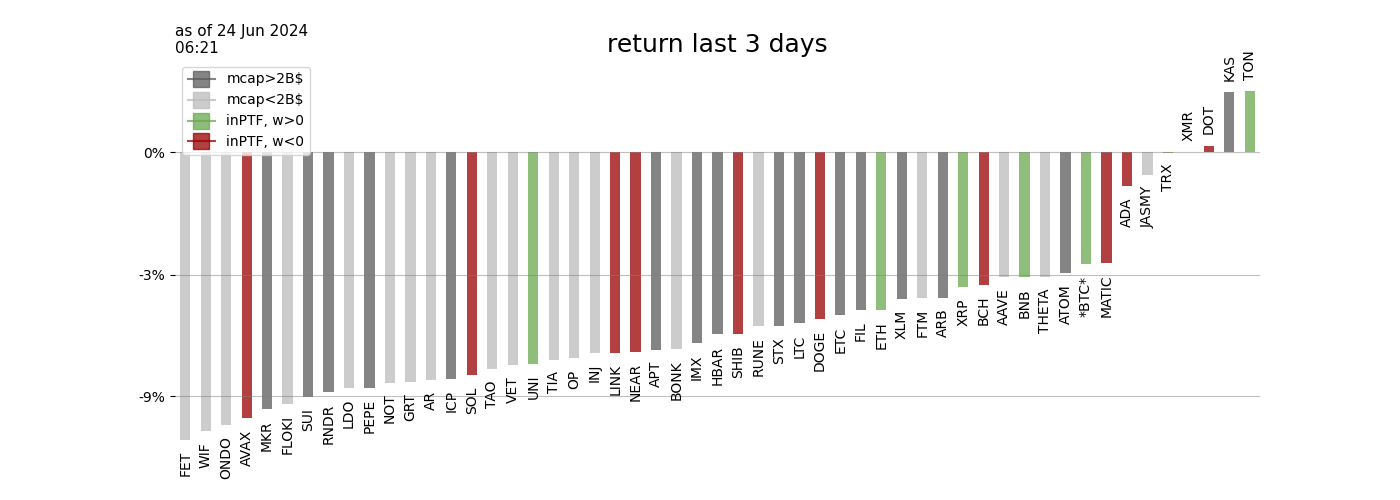 as of 24 Jun 2024
06:21
return last 3 days
mcap>2B$
mcap<2B$
inPTF, w>0
inPTF, w<0
0%
-3%
-9%
FET
WIF
ONDO
AVAX
MKR
FLOKI
SUI
RNDR
LDO
PEPE
NOT
GRT
AR
ICP
SOL
TAO
VET
UNI
TIA
OP
INJ
LINK
NEAR
APT
BONK
IMX
HBAR
SHIB
RUNE
STX
LTC
DOGE
ETC
FIL
ETH
XLM
FTM
ARB
XRP
BCH
AAVE
BNB
THETA
ATOM
*BTC*
MATIC
ADA
JASMY
TRX
XMR
DOT
KAS
TON